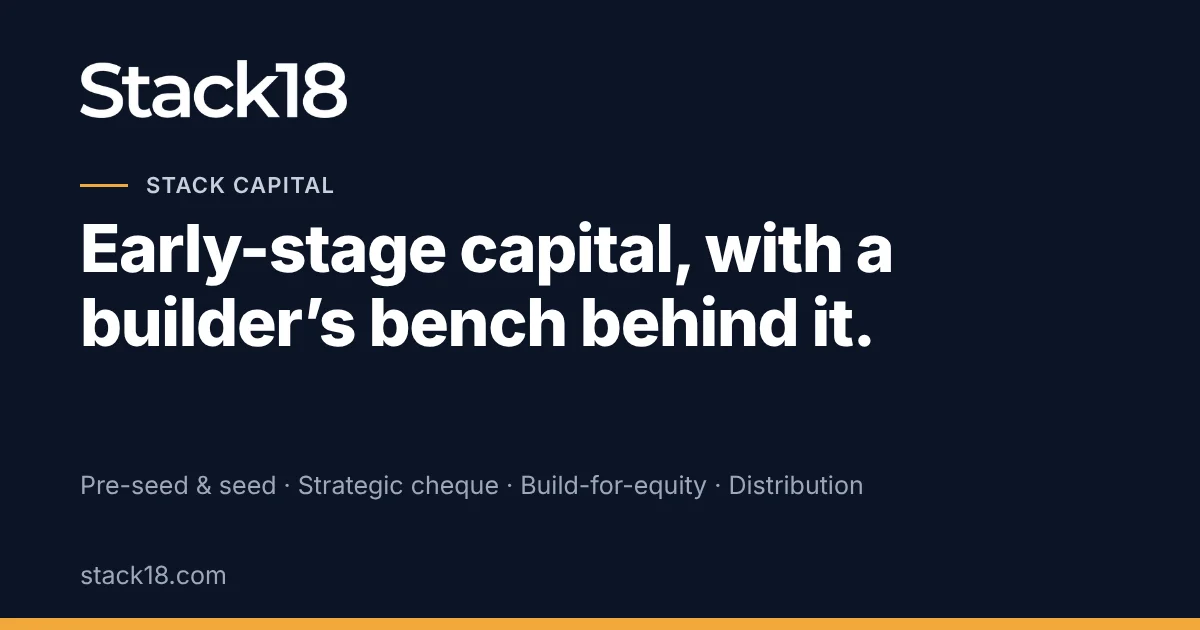 Stack18
STACK CAPITAL
Early-stage capital, with a
builder’s bench behind it.
Pre-seed & seed · Strategic cheque · Build-for-equity · Distribution
stack18.com